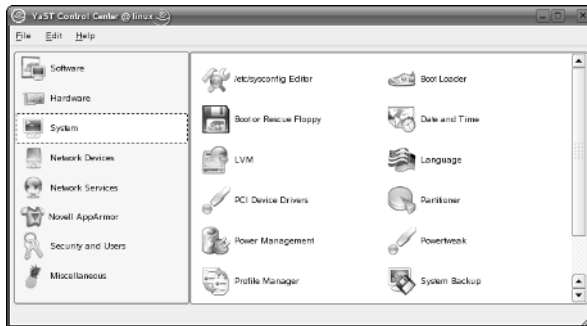 YaST Control Center @ linux
File Edit Help
Software
Hardware
System
Network Devices
Network Services
Novell AppArmor
Security and Users
Miscellaneous
/etc/sysconfig Editor
Boot Loader
Boot or Rescue Floppy
Date and Time
LVM
Language
PCI Device Drivers
Partitioner
Power Management
Powertweak
Profile Manager
System Backup